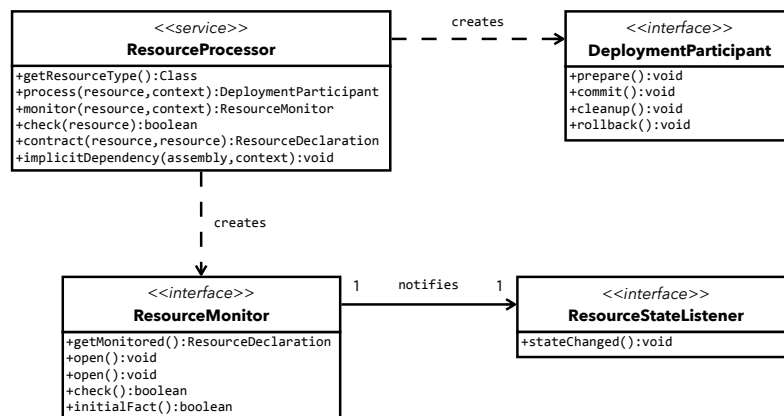 <<service>>
ResourceProcessor
+getResourceType():Class
+process(resource,context):DeploymentParticipant
+monitor(resource,context):ResourceMonitor
+check(resource):boolean
+contract(resource,resource):ResourceDeclaration
+implicitDependency(assembly,context):void
creates
<<interface>>
DeploymentParticipant
+prepare():void
+commit():void
+cleanup():void
+rollback():void
creates
<<interface>>
ResourceMonitor
+getMonitored():ResourceDeclaration
+open():void
+open():void
+check():boolean
+initialFact():boolean
1 notifies 1
<<interface>>
ResourceStateListener
+stateChanged():void